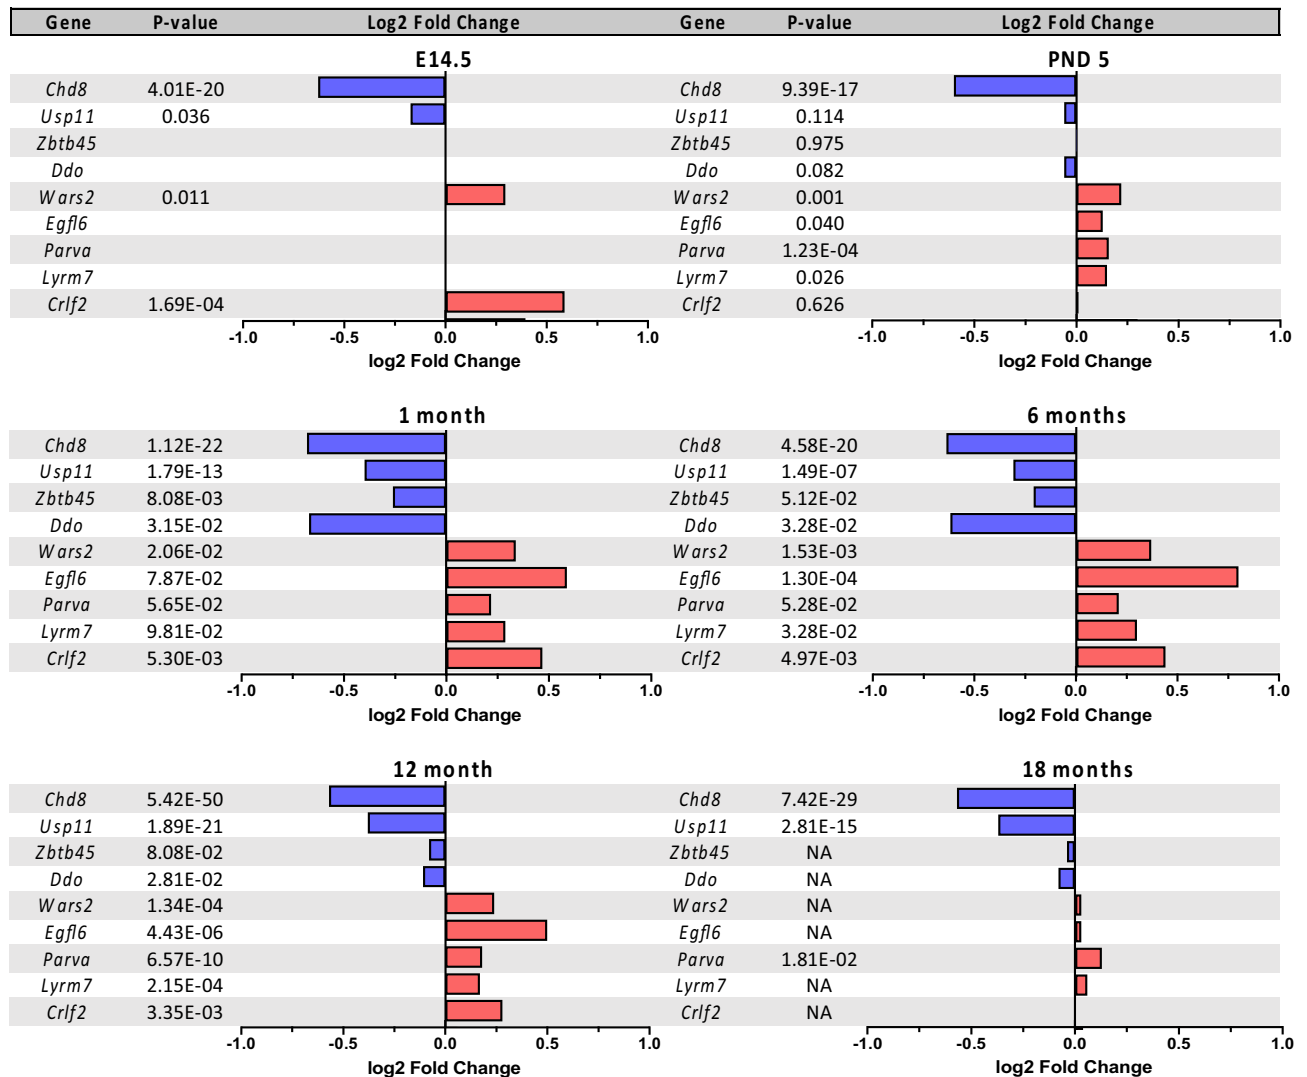 Gene P-value Log2 Fold Change Gene P-value Log2 Fold Change
E14.5
Chd8 4.01E-20
Usp11 0.036
Zbtb45
Ddo
Wars2 0.011
Egfl6
Parva
Lyrm7
Crlf2 1.69E-04
-1.0 -0.5 0.0 0.5 1.0
log2 Fold Change
PND 5
Chd8 9.39E-17
Usp11 0.114
Zbtb45 0.975
Ddo 0.082
Wars2 0.001
Egfl6 0.040
Parva 1.23E-04
Lyrm7 0.026
Crlf2 0.626
-1.0 -0.5 0.0 0.5 1.0
log2 Fold Change
1 month
Chd8 1.12E-22
Usp11 1.79E-13
Zbtb45 8.08E-03
Ddo 3.15E-02
Wars2 2.06E-02
Egfl6 7.87E-02
Parva 5.65E-02
Lyrm7 9.81E-02
Crlf2 5.30E-03
-1.0 -0.5 0.0 0.5 1.0
log2 Fold Change
6 months
Chd8 4.58E-20
Usp11 1.49E-07
Zbtb45 5.12E-02
Ddo 3.28E-02
Wars2 1.53E-03
Egfl6 1.30E-04
Parva 5.28E-02
Lyrm7 3.28E-02
Crlf2 4.97E-03
-1.0 -0.5 0.0 0.5 1.0
log2 Fold Change
12 month
Chd8 5.42E-50
Usp11 1.89E-21
Zbtb45 8.08E-02
Ddo 2.81E-02
Wars2 1.34E-04
Egfl6 4.43E-06
Parva 6.57E-10
Lyrm7 2.15E-04
Crlf2 3.35E-03
-1.0 -0.5 0.0 0.5 1.0
log2 Fold Change
18 months
Chd8 7.42E-29
Usp11 2.81E-15
Zbtb45 NA
Ddo NA
Wars2 NA
Egfl6 NA
Parva 1.81E-02
Lyrm7 NA
Crlf2 NA
-1.0 -0.5 0.0 0.5 1.0
log2 Fold Change